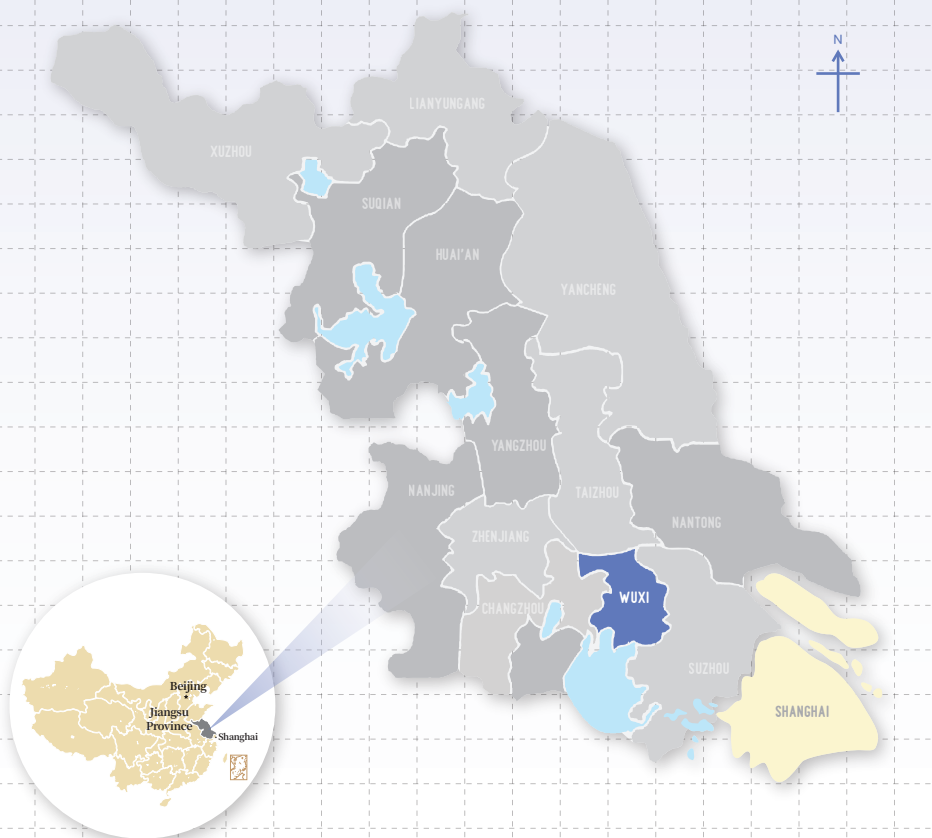 N
LIANYUNGANG
XUZHOU
SUQIAN
HUAI'AN
YANCHENG
YANGZHOU
NANJING
TAIZHOU
NANTONG
ZHENJIANG
WUXI
CHANGZHOU
SUZHOU
SHANGHAI
Beijing
Jiangsu
Province
Shanghai